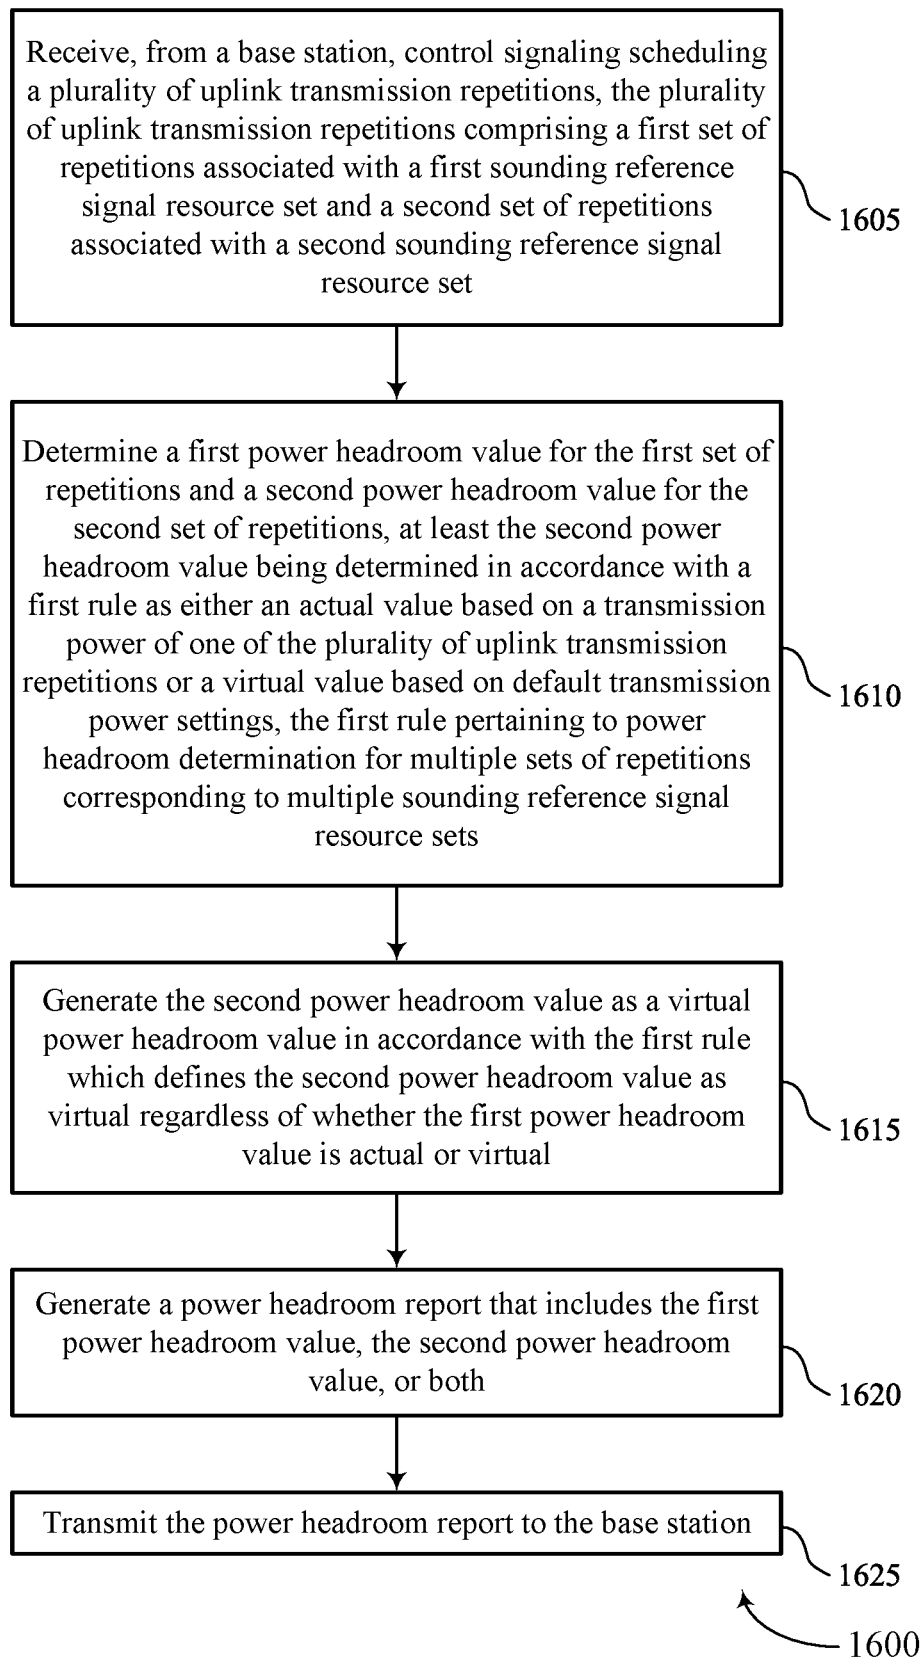 Receive, from a base station, control signaling scheduling
a plurality of uplink transmission repetitions, the plurality
of uplink transmission repetitions comprising a first set of
repetitions associated with a first sounding reference
signal resource set and a second set of repetitions
associated with a second sounding reference signal
resource set
1605
Determine a first power headroom value for the first set of
repetitions and a second power headroom value for the
second set of repetitions, at least the second power
headroom value being determined in accordance with a
first rule as either an actual value based on a transmission
power of one of the plurality of uplink transmission
repetitions or a virtual value based on default transmission
power settings, the first rule pertaining to power
headroom determination for multiple sets of repetitions
corresponding to multiple sounding reference signal
resource sets
1610
Generate the second power headroom value as a virtual
power headroom value in accordance with the first rule
which defines the second power headroom value as
virtual regardless of whether the first power headroom
value is actual or virtual
1615
Generate a power headroom report that includes the first
power headroom value, the second power headroom
value, or both
1620
Transmit the power headroom report to the base station
1625
1600